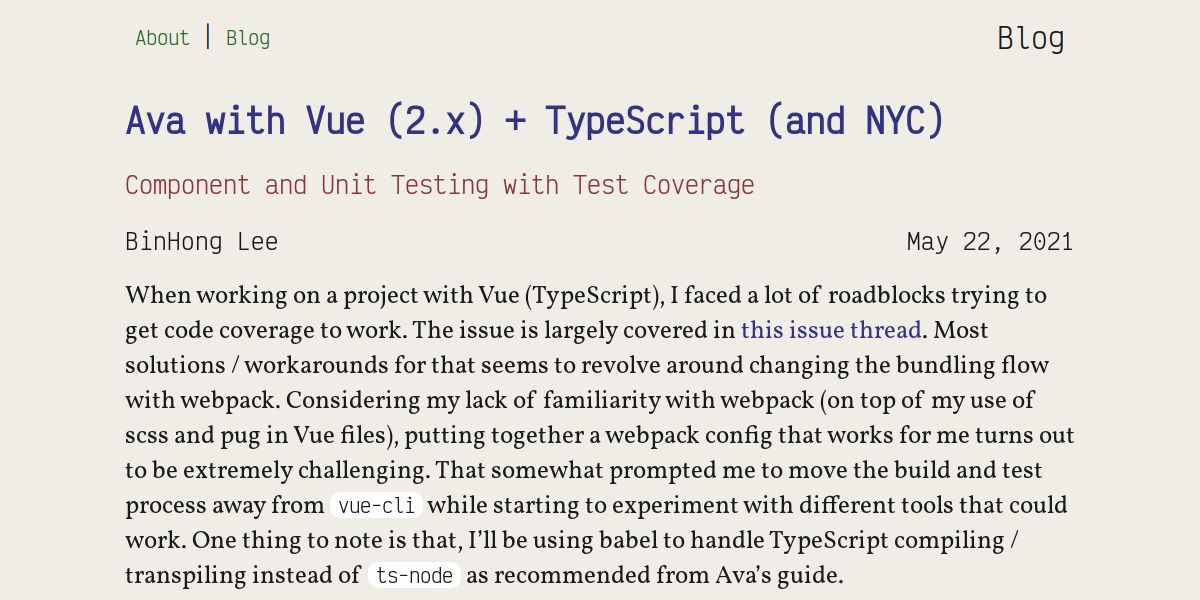 About | Blog
Blog
Ava with Vue (2.x) + TypeScript (and NYC)
Component and Unit Testing with Test Coverage
BinHong Lee
May 22, 2021
When working on a project with Vue (TypeScript), I faced a lot of roadblocks trying to
get code coverage to work. The issue is largely covered in this issue thread. Most
solutions / workarounds for that seems to revolve around changing the bundling flow
with webpack. Considering my lack of familiarity with webpack (on top of my use of
scss and pug in Vue files), putting together a webpack config that works for me turns out
to be extremely challenging. That somewhat prompted me to move the build and test
process away from vue-cli while starting to experiment with different tools that could
work. One thing to note is that, I’ll be using babel to handle TypeScript compiling /
transpiling instead of ts-node as recommended from Ava’s guide.